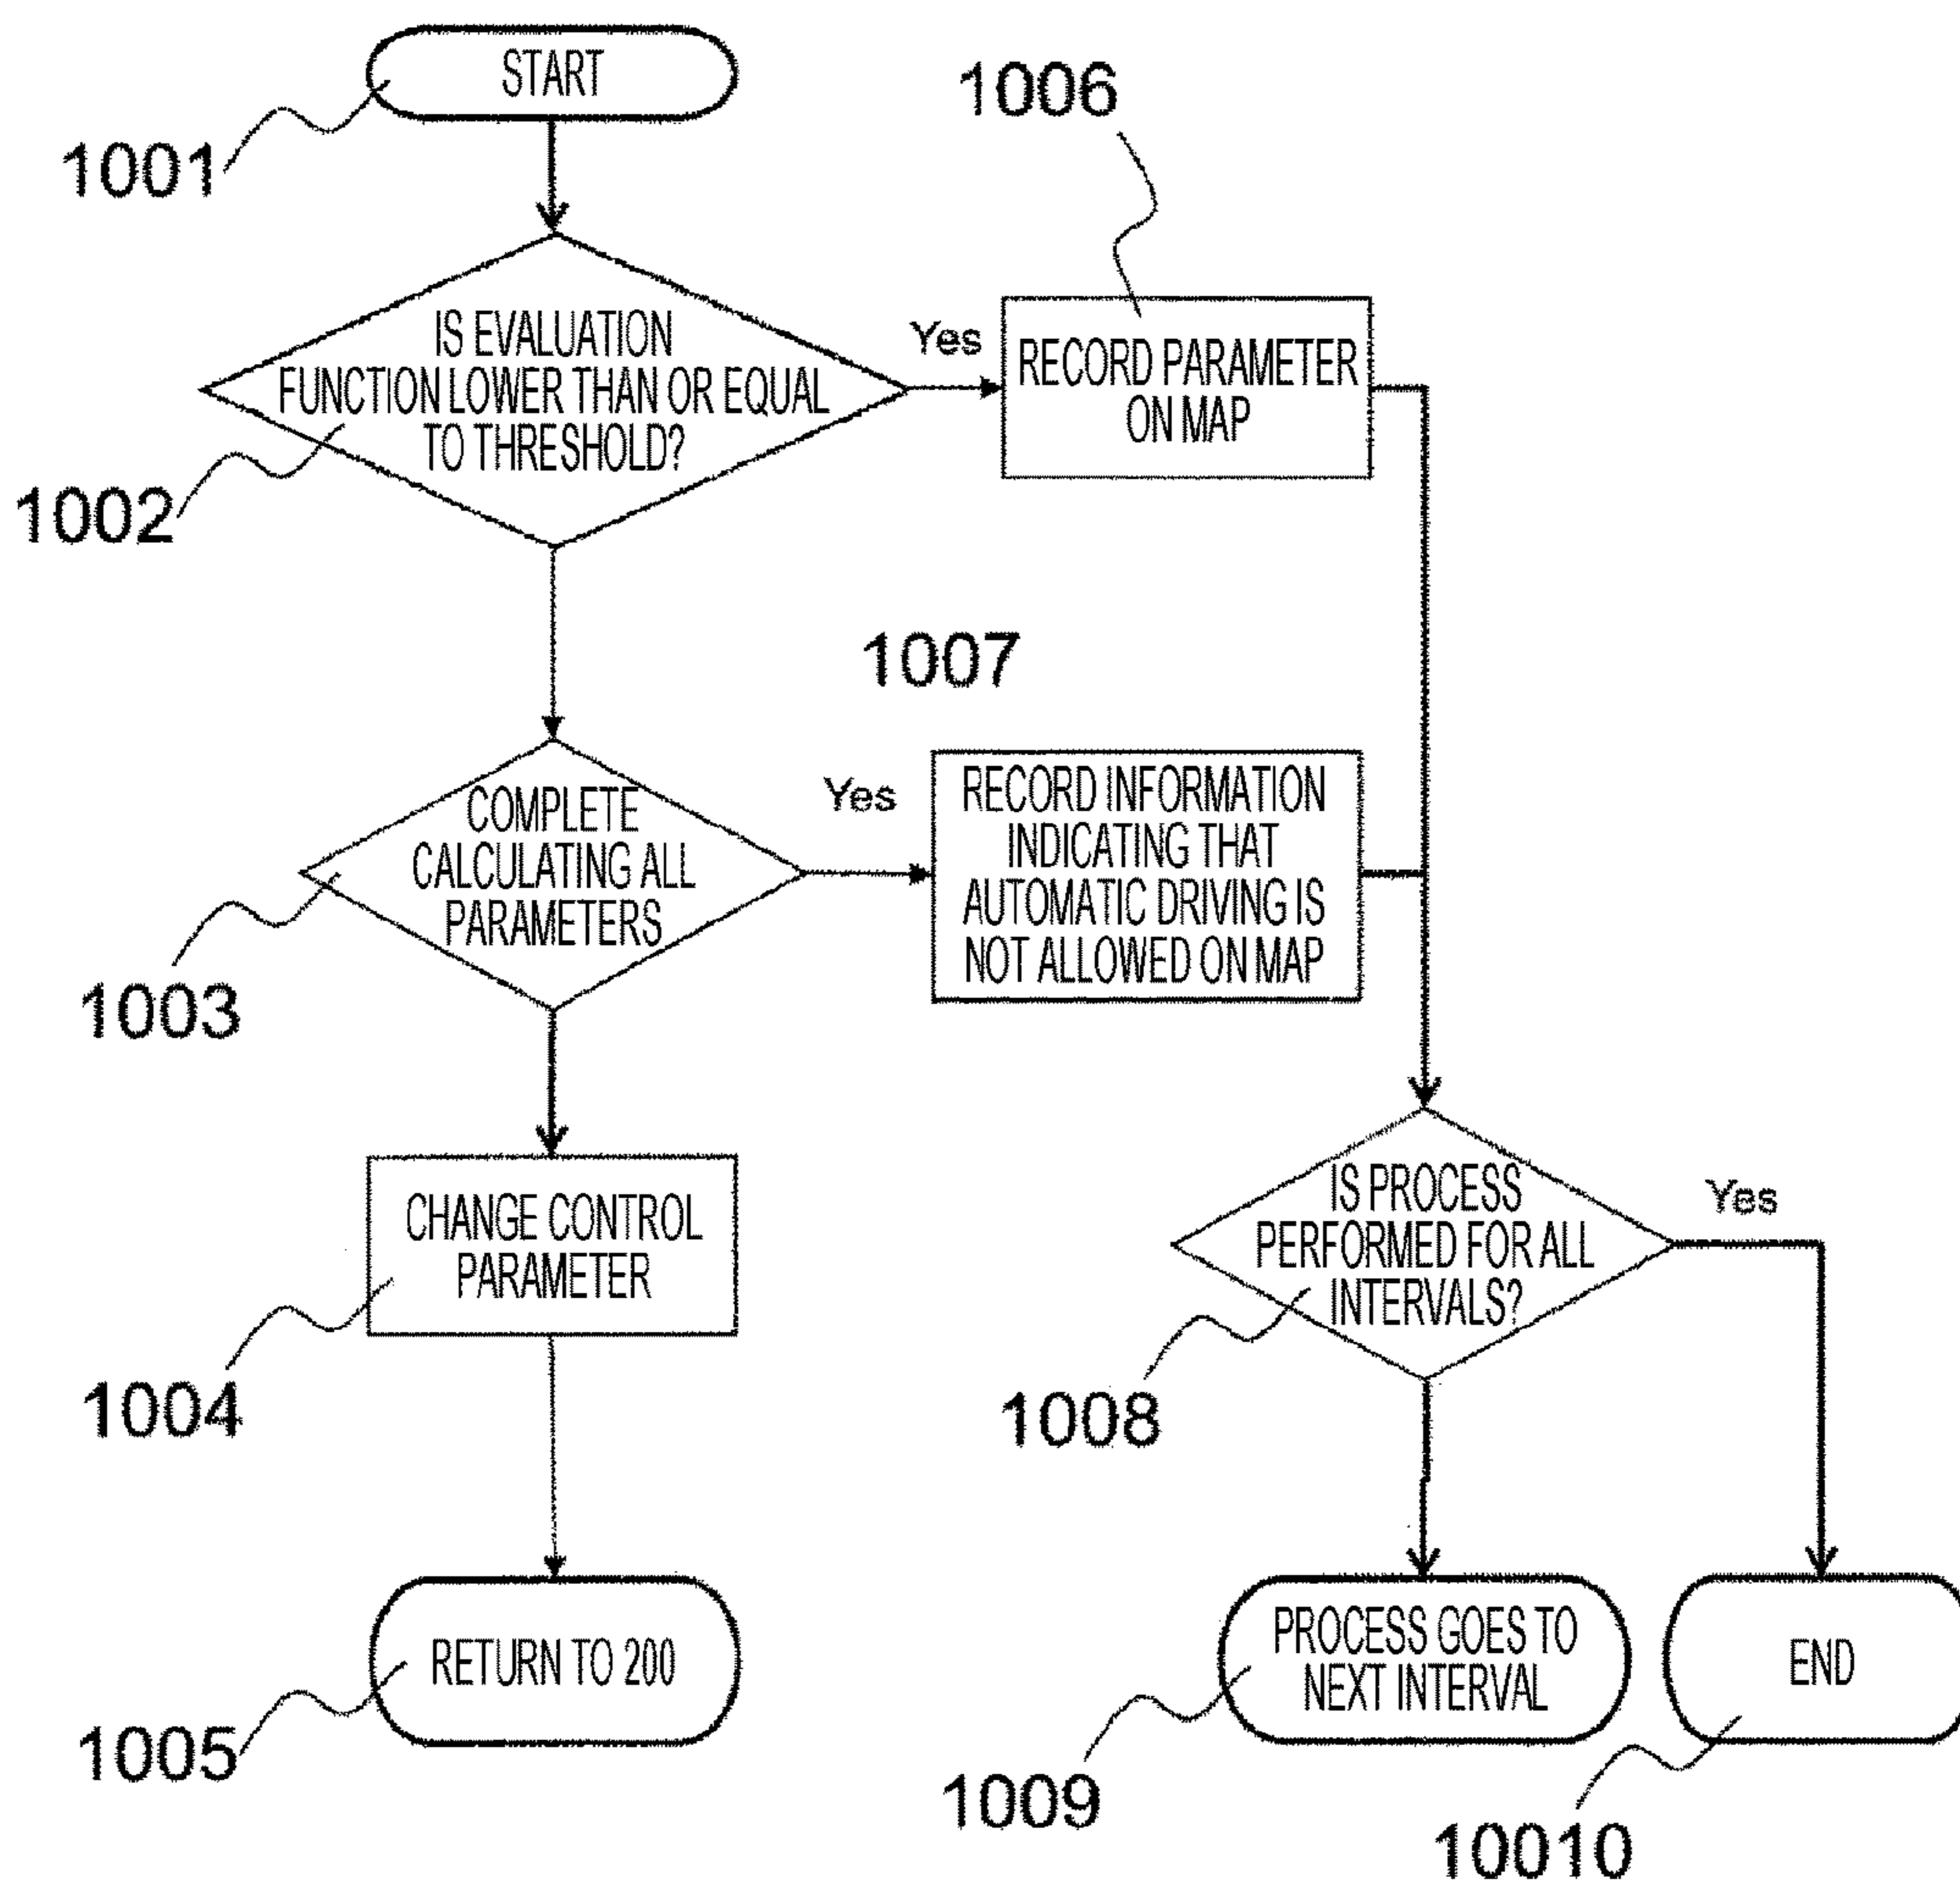 START
1001
1006
IS EVALUATION
FUNCTION LOWER THAN OR EQUAL
TO THRESHOLD?
Yes
RECORD PARAMETER
ON MAP
1002
1007
COMPLETE
CALCULATING ALL
PARAMETERS
Yes
RECORD INFORMATION
INDICATING THAT
AUTOMATIC DRIVING IS
NOT ALLOWED ON MAP
1003
CHANGE CONTROL
PARAMETER
1004
IS PROCESS
PERFORMED FOR ALL
INTERVALS?
Yes
1008
RETURN TO 200
1005
PROCESS GOES TO
NEXT INTERVAL
1009
END
10010